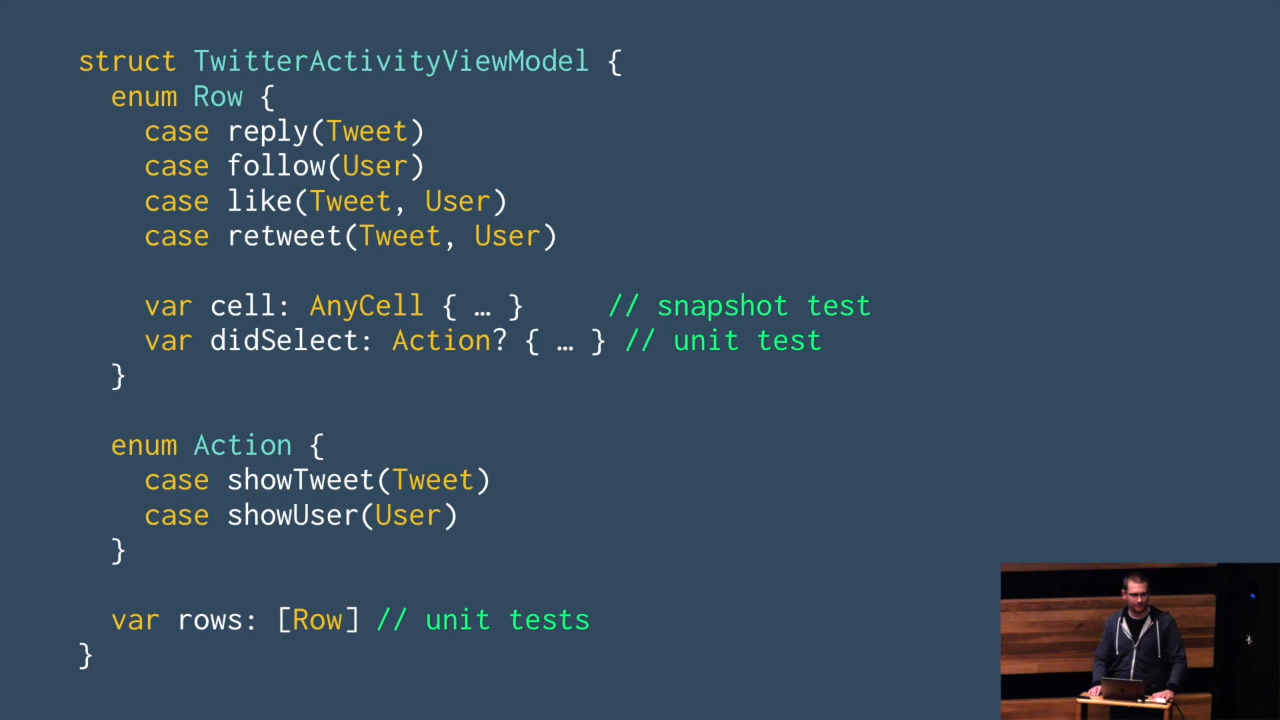 struct TwitterActivityViewModel {
enum Row {
case reply(Tweet)
case follow(User)
case like(Tweet, User)
case retweet(Tweet, User)
var cell: AnyCell { … } // snapshot test
var didSelect: Action? { … } // unit test
}
enum Action {
case showTweet(Tweet)
case showUser(User)
}
var rows: [Row] // unit tests
}